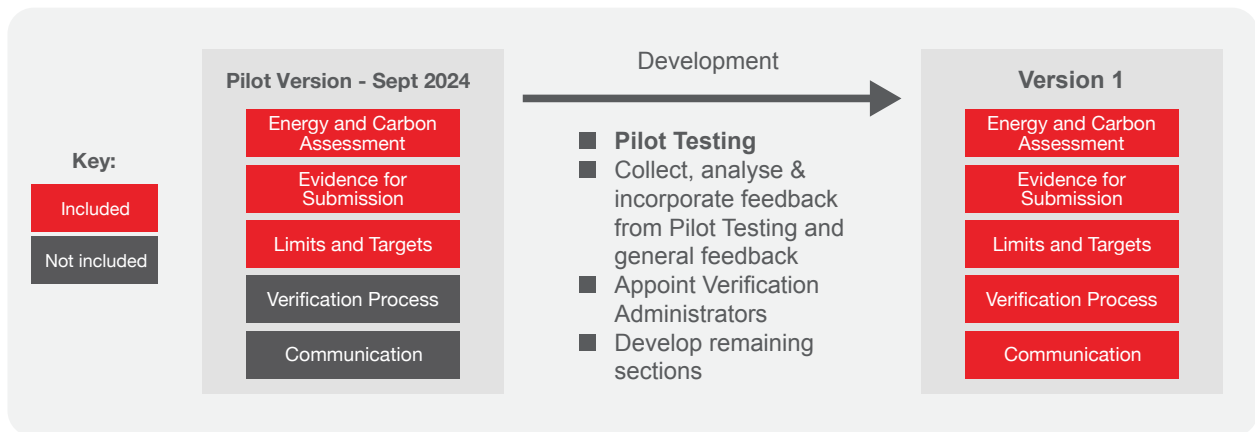 Key:
Included
Not included
Pilot Version - Sept 2024
Energy and Carbon
Assessment
Evidence for
Submission
Limits and Targets
Verification Process
Communication
Development
Pilot Testing
Collect, analyse &
incorporate feedback
from Pilot Testing and
general feedback
Appoint Verification
Administrators
Develop remaining
sections
Version 1
Energy and Carbon
Assessment
Evidence for
Submission
Limits and Targets
Verification Process
Communication